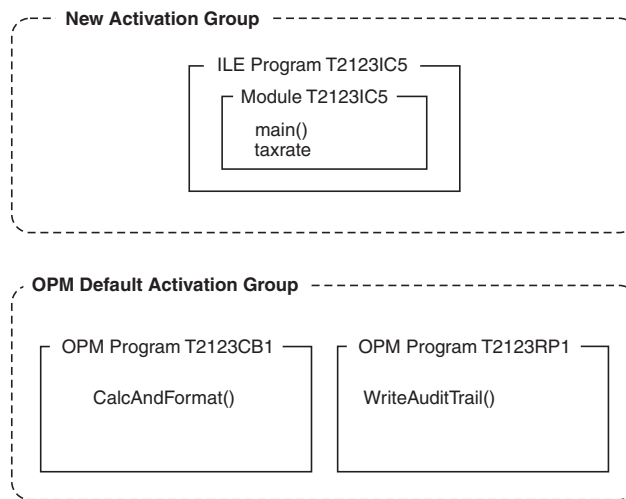 New Activation Group
ILE Program T2123IC5
Module T2123IC5
main()
taxrate
OPM Default Activation Group
OPM Program T2123CB1
CalcAndFormat()
OPM Program T2123RP1
WriteAuditTrail()